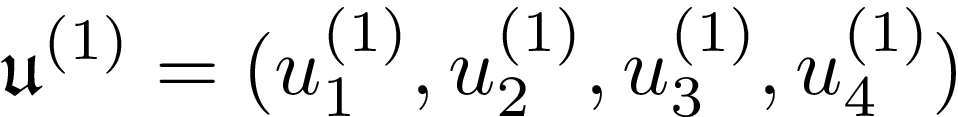 𝔲^{(1)} = (u_1^{(1)}, u_2^{(1)}, u_3^{(1)}, u_4^{(1)})